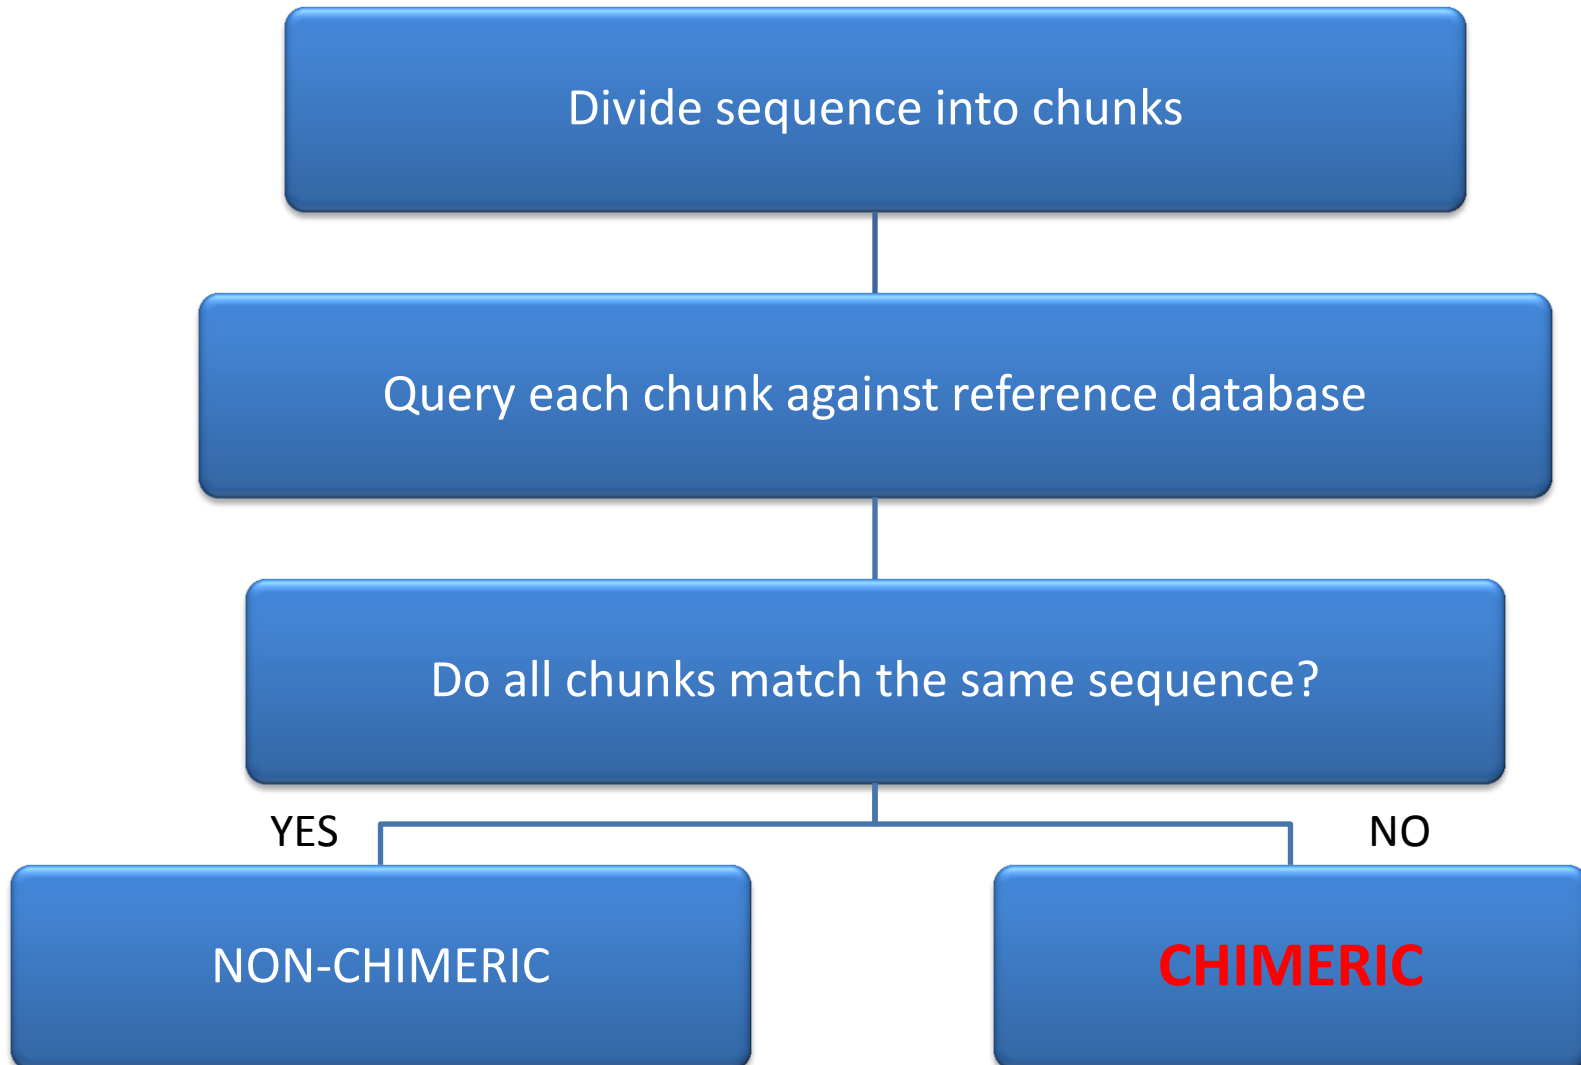 Divide sequence into chunks
Query each chunk against reference database
Do all chunks match the same sequence?
YES
NO
NON-CHIMERIC
CHIMERIC